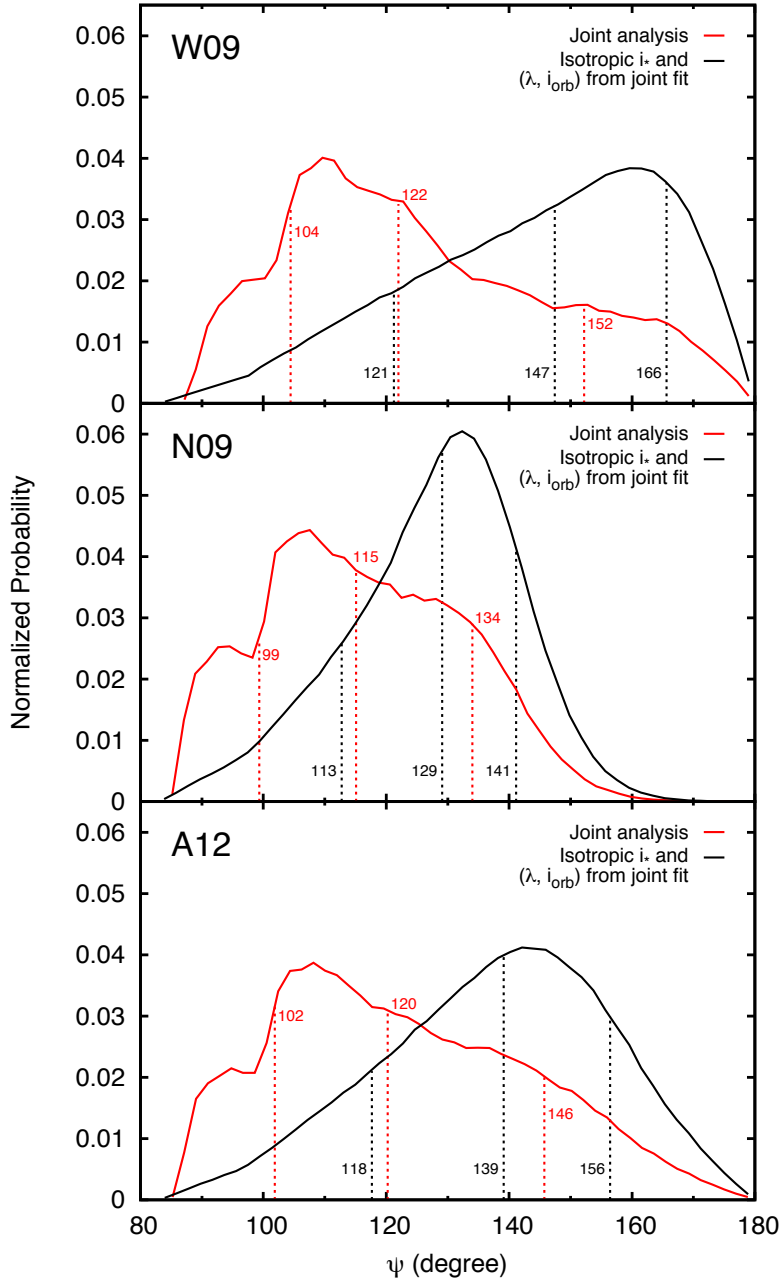 W09
Joint analysis
Isotropic i⋆ and
(λ, i_orb) from joint fit
0.06
0.05
0.04
0.03
0.02
0.01
0
104
122
152
121
147
166
N09
Joint analysis
Isotropic i⋆ and
(λ, i_orb) from joint fit
0.06
0.05
0.04
0.03
0.02
0.01
0
99
115
134
113
129
141
Normalized Probability
A12
Joint analysis
Isotropic i⋆ and
(λ, i_orb) from joint fit
0.06
0.05
0.04
0.03
0.02
0.01
0
102
120
146
118
139
156
80 100 120 140 160 180
ψ (degree)